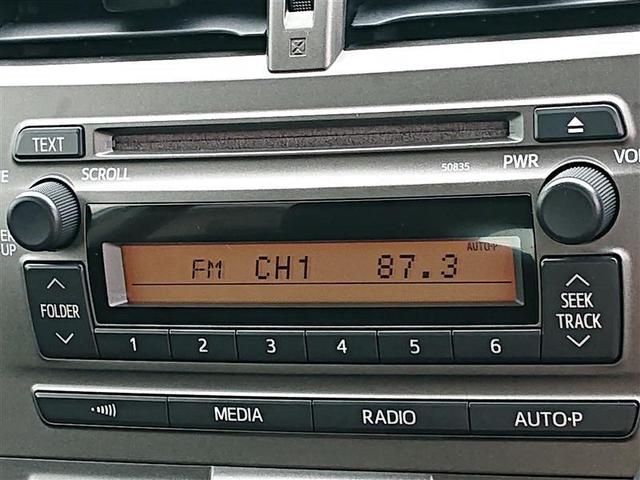 TEXT
SCROLL
50835
PWR
VOL
AUTO·P
FM CH1 87.3
FOLDER
SEEK
TRACK
1 2 3 4 5 6
MEDIA RADIO AUTO·P